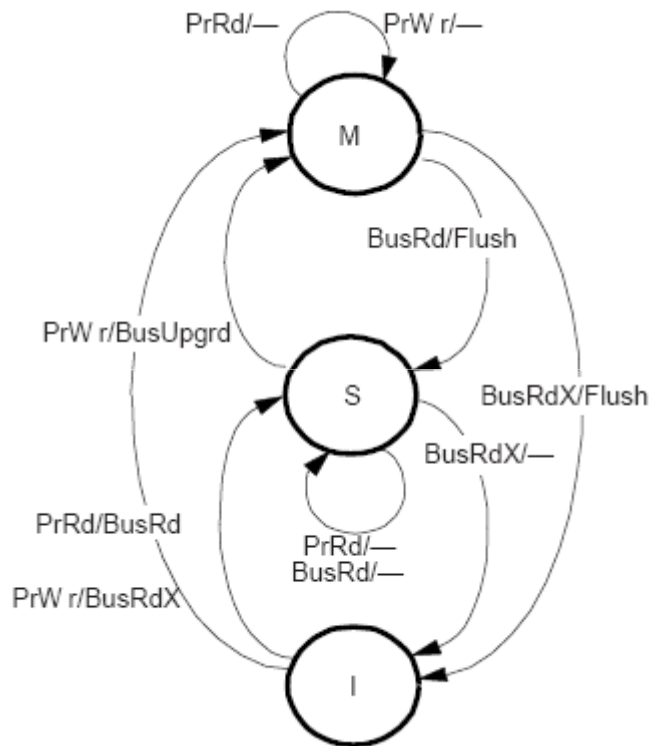 PrRd/— PrW r/—
M
BusRd/Flush
PrW r/BusUpgrd
S
BusRdX/Flush
BusRdX/—
PrRd/BusRd
PrRd/—
BusRd/—
PrW r/BusRdX
I